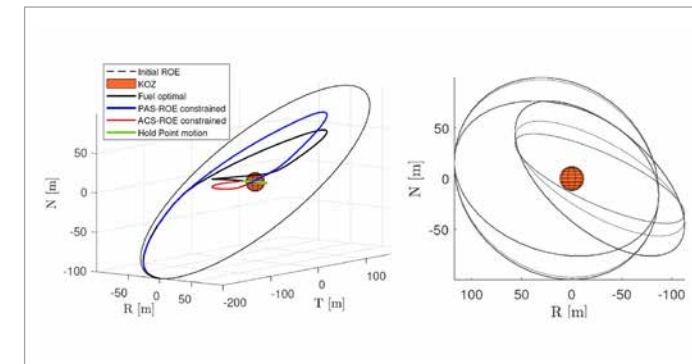 Initial ROE
KOZ
Fuel optimal
PAS-ROE constrained
ACS-ROE constrained
Hold Point motion
50
0
-50
-100
N [m]
-50
0
50
R [m]
-200
-100
0
100
T [m]
50
0
-50
N [m]
100
50
0
-50
-100
R [m]